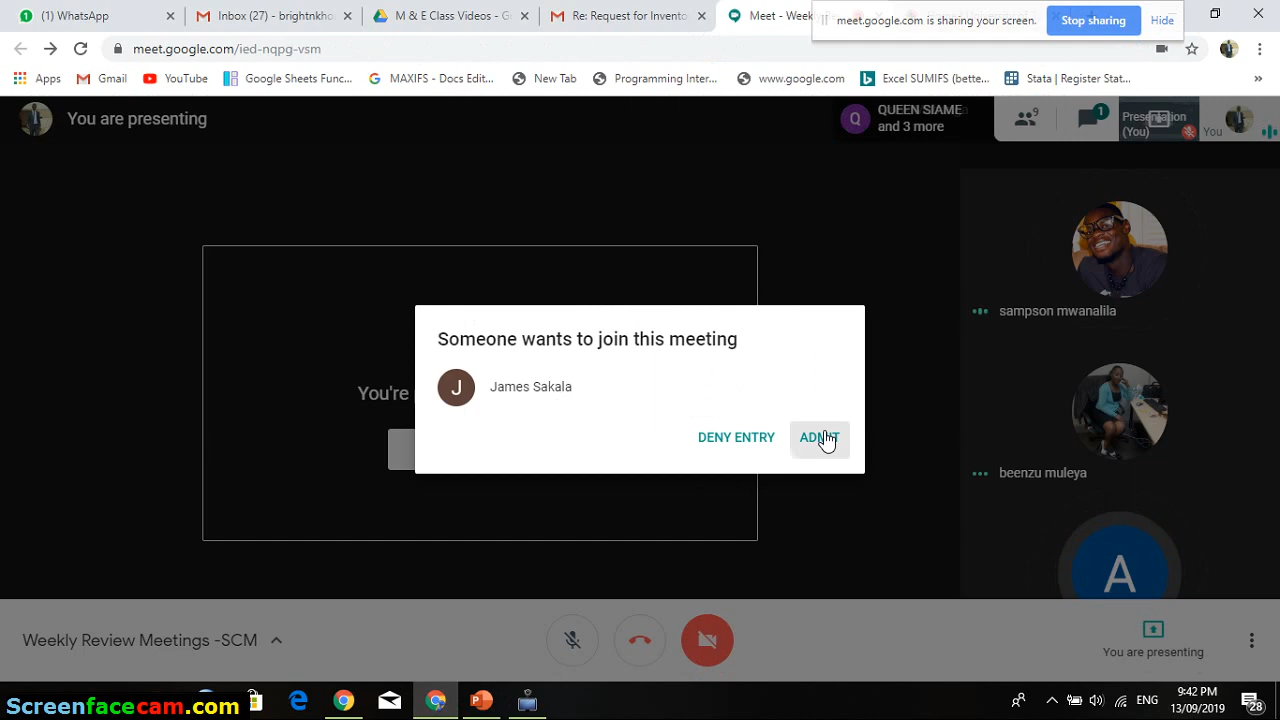 (1) WhatsApp
Inbox (27) - brightnkho
M & E Class Videos - G
Re: Request for Invento
Meet - Weekly
meet.google.com is sharing your screen.
Stop sharing
Hide
meet.google.com/ied-nqpg-vsm
Apps
Gmail
YouTube
Google Sheets Func...
MAXIFS - Docs Edit...
New Tab
Programming Inter...
www.google.com
Excel SUMIFS (bette...
Stata | Register Stat...
»
You are presenting
Q
QUEEN SIAME
and 3 more
9
1
Presentation
(You)
You
sampson mwanalila
Someone wants to join this meeting
J
James Sakala
You're
DENY ENTRY
ADMIT
beenzu muleya
A
Weekly Review Meetings -SCM
You are presenting
Screenfacecam.com
ENG
9:42 PM
13/09/2019
28